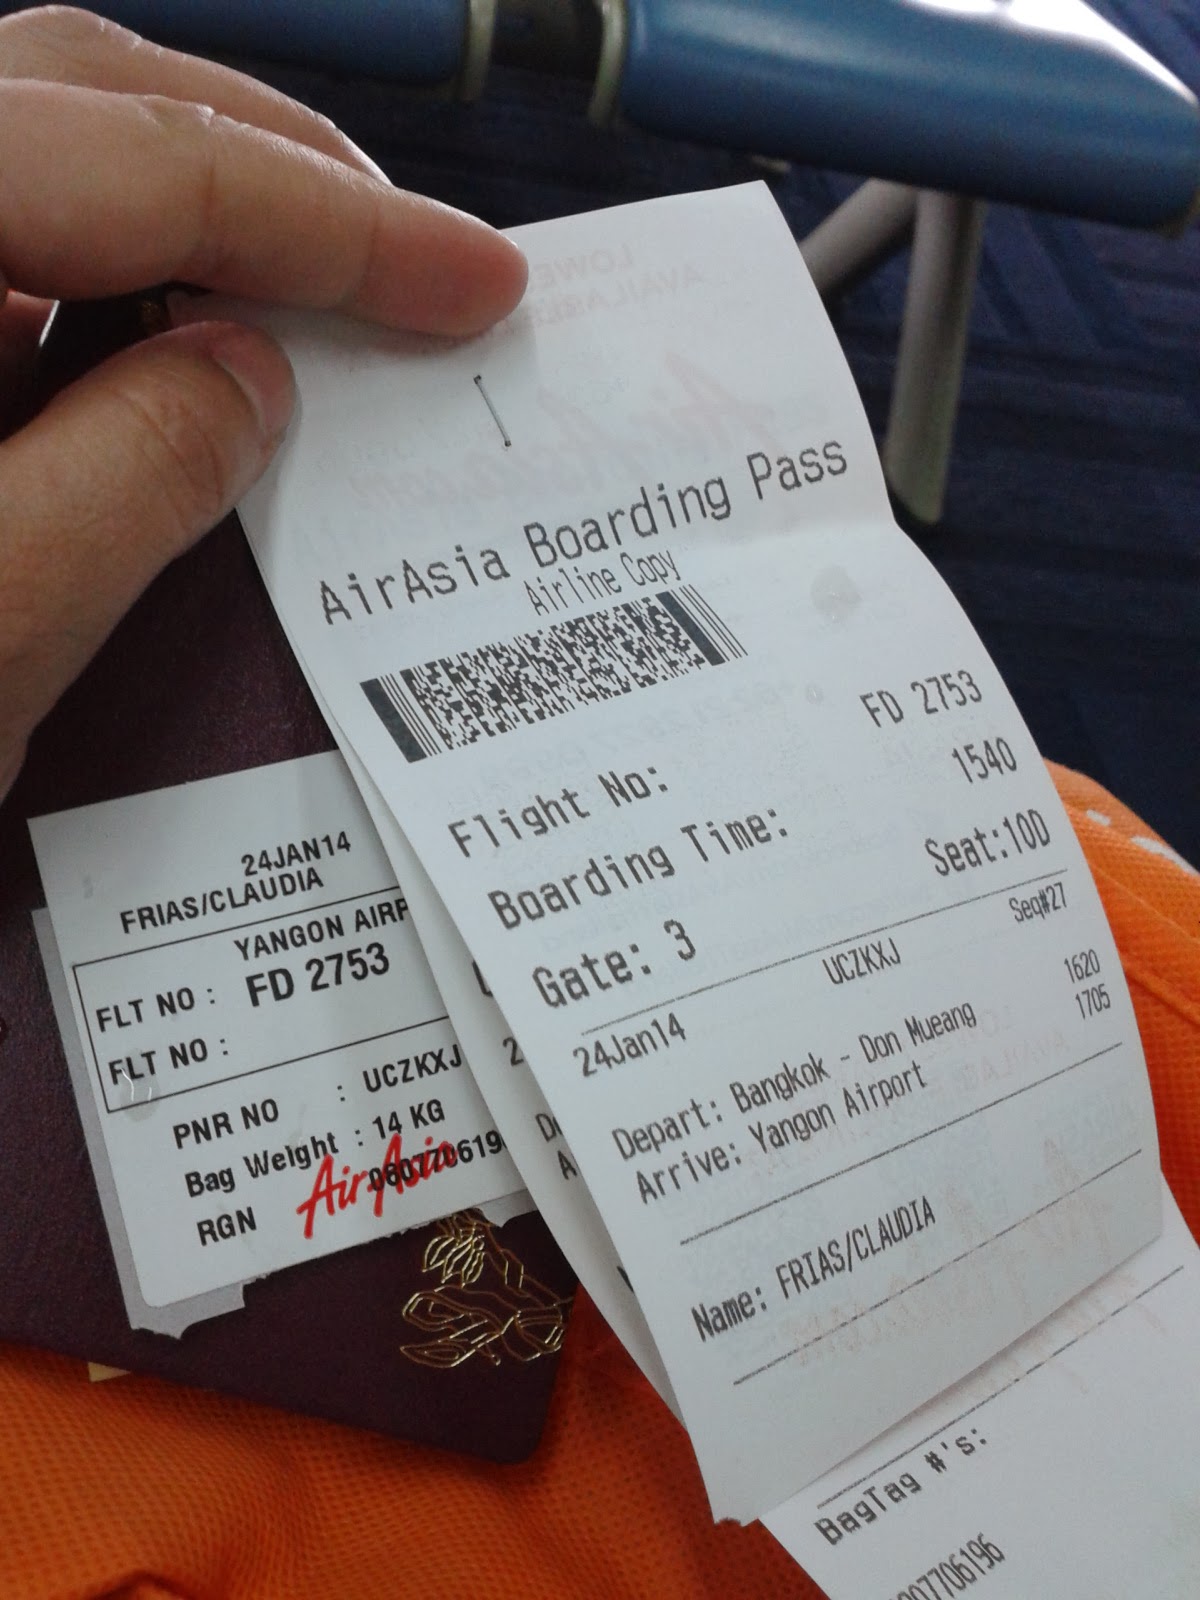 AirAsia Boarding Pass
Airline Copy
Flight No: FD 2753
Boarding Time: 1540
Gate: 3 Seat:10D
24Jan14 UCZKXJ Seq#27
Depart: Bangkok - Don Mueang 1620
Arrive: Yangon Airport 1705
Name: FRIAS/CLAUDIA
BagTag #'s:
07706196
24JAN14
FRIAS/CLAUDIA
YANGON AIRP
FLT NO : FD 2753
FLT NO :
PNR NO : UCZKXJ
Bag Weight : 14 KG
RGN AirAsia 0807706196